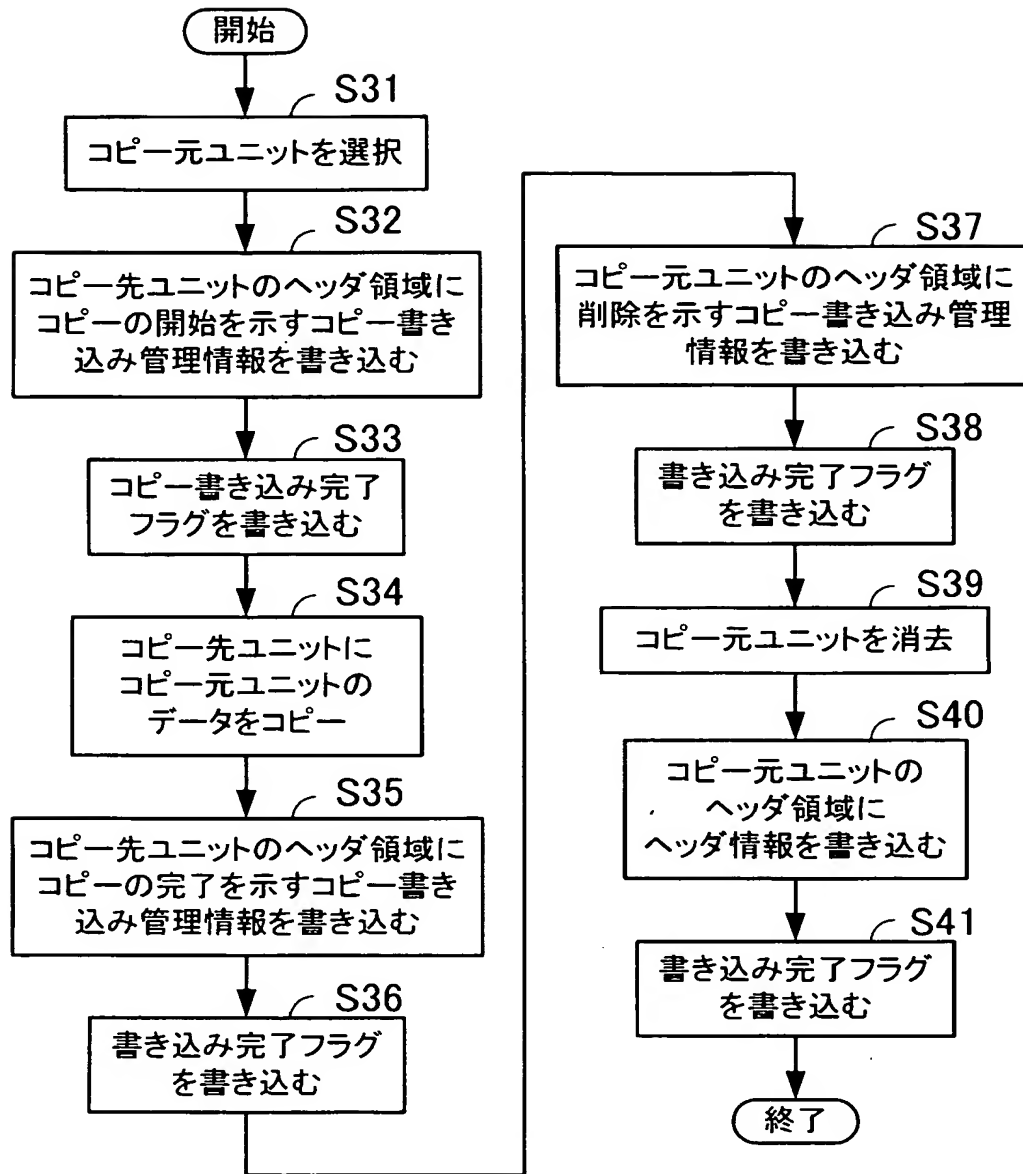 開始
S31
コピー元ユニットを選択
S32
コピー先ユニットのヘッダ領域に
コピーの開始を示すコピー書き
込み管理情報を書き込む
S33
コピー書き込み完了
フラグを書き込む
S34
コピー先ユニットに
コピー元ユニットの
データをコピー
S35
コピー先ユニットのヘッダ領域に
コピーの完了を示すコピー書き
込み管理情報を書き込む
S36
書き込み完了フラグ
を書き込む
S37
コピー元ユニットのヘッダ領域に
削除を示すコピー書き込み管理
情報を書き込む
S38
書き込み完了フラグ
を書き込む
S39
コピー元ユニットを消去
S40
コピー元ユニットの
ヘッダ領域に
ヘッダ情報を書き込む
S41
書き込み完了フラグ
を書き込む
終了